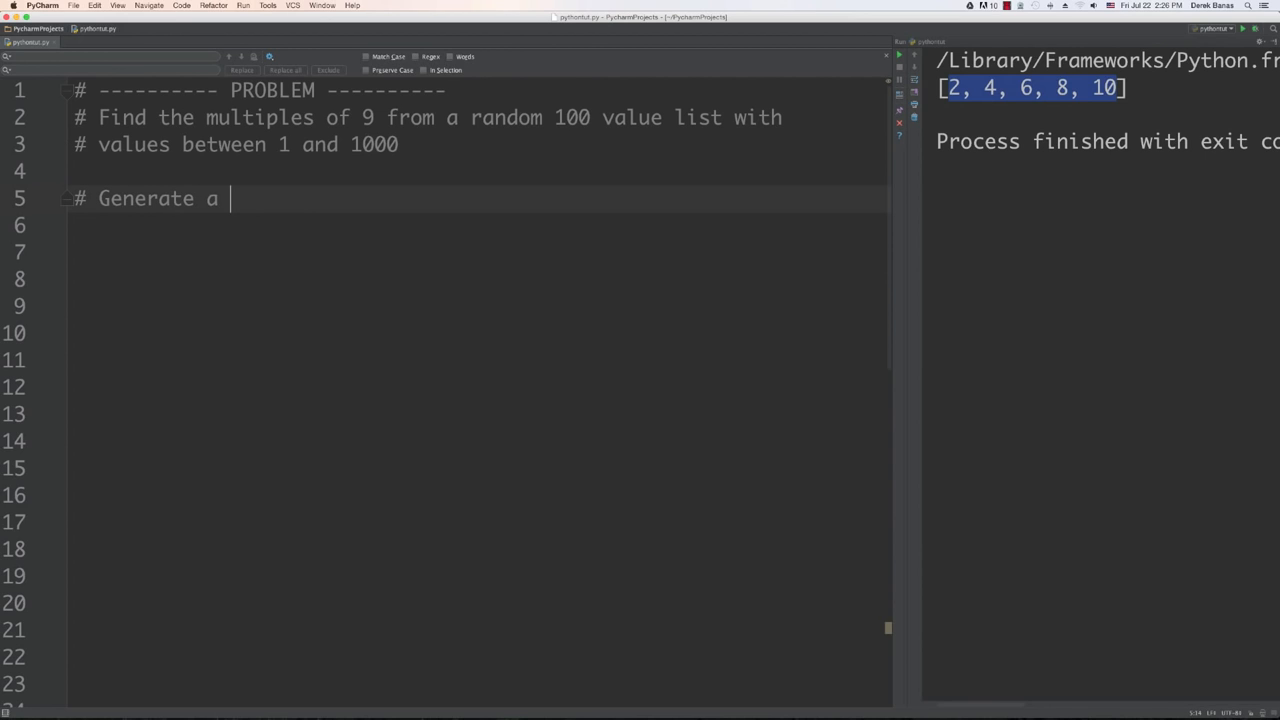 PyCharm File Edit View Navigate Code Refactor Run Tools VCS Window Help 10 Fri Jul 22 2:26 PM Derek Banas
pythontut.py - PycharmProjects - [~/PycharmProjects]
PycharmProjects pythontut.py pythontut
pythontut.py Run pythontut
Match Case Regex Words
Replace Replace all Exclude Preserve Case In Selection
1 # ---------- PROBLEM ----------
2 # Find the multiples of 9 from a random 100 value list with
3 # values between 1 and 1000
4
5 # Generate a
6
7
8
9
10
11
12
13
14
15
16
17
18
19
20
21
22
23
/Library/Frameworks/Python.fr
[2, 4, 6, 8, 10]
Process finished with exit co
5:14 LF‡ UTF-8‡